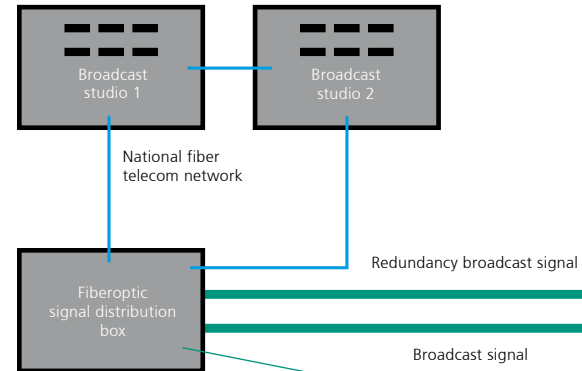 Broadcast
studio 1
Broadcast
studio 2
National fiber
telecom network
Redundancy broadcast signal
Fiberoptic
signal distribution
box
Broadcast signal